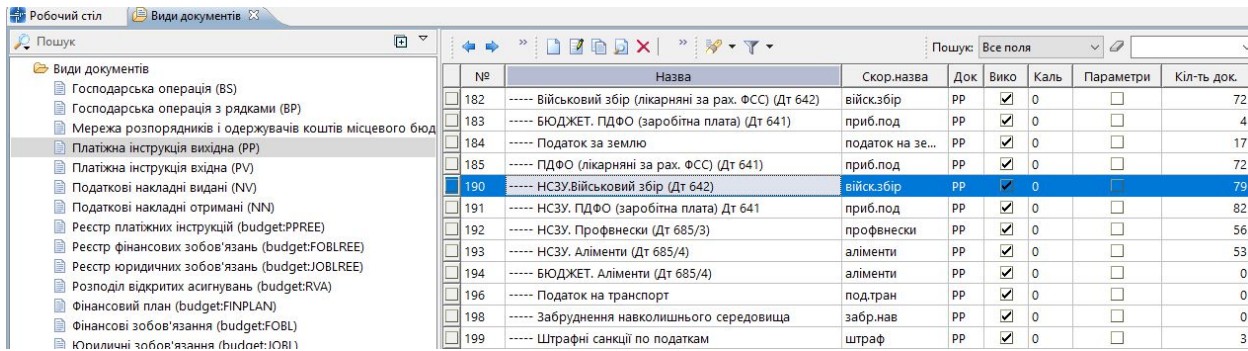 Робочий стіл
Види документів
Пошук
Види документів
Господарська операція (BS)
Господарська операція з рядками (BP)
Мережа розпорядників і одержувачів коштів місцевого бюд
Платіжна інструкція вихідна (PP)
Платіжна інструкція вхідна (PV)
Податкові накладні видані (NV)
Податкові накладні отримані (NN)
Реєстр платіжних інструкцій (budget:PPREE)
Реєстр фінансових зобов'язань (budget:FOBLREE)
Реєстр юридичних зобов'язань (budget:JOBLREE)
Розподіл відкритих асигнувань (budget:RVA)
Фінансовий план (budget:FINPLAN)
Фінансові зобов'язання (budget:FOBL)
Юридичні зобов'язання (budget:JOBL)
Пошук: Все поля
№ Назва Скор.назва Док Вико Каль Параметри Кіл-ть док.
182 ----- Військовий збір (лікарняні за рах. ФСС) (Дт 642) військ.збір PP 0 72
183 ----- БЮДЖЕТ. ПДФО (заробітна плата) (Дт 641) приб.под PP 0 4
184 ----- Податок за землю податок на зе... PP 0 17
185 ----- ПДФО (лікарняні за рах. ФСС) (Дт 641) приб.под PP 0 72
190 ----- НСЗУ.Військовий збір (Дт 642) військ.збір PP 0 79
191 ----- НСЗУ. ПДФО (заробітна плата) Дт 641 приб.под PP 0 82
192 ----- НСЗУ. Профвнески (Дт 685/3) профвнески PP 0 56
193 ----- НСЗУ. Аліменти (Дт 685/4) аліменти PP 0 53
194 ----- БЮДЖЕТ. Аліменти (Дт 685/4) аліменти PP 0 0
196 ----- Податок на транспорт под.тран PP 0 0
198 ----- Забруднення навколишнього середовища забр.нав PP 0 0
199 ----- Штрафні санкції по податкам штраф PP 0 3